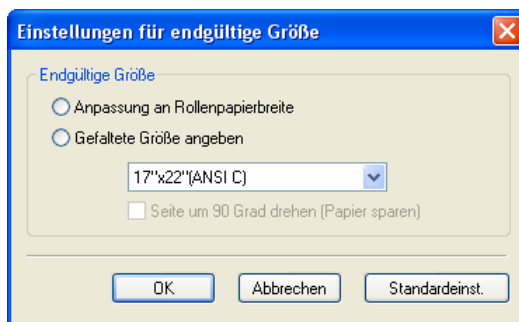 Einstellungen für endgültige Größe
Endgültige Größe
Anpassung an Rollenpapierbreite
Gefaltete Größe angeben
17"x22"(ANSI C)
Seite um 90 Grad drehen (Papier sparen)
OK Abbrechen Standardeinst.